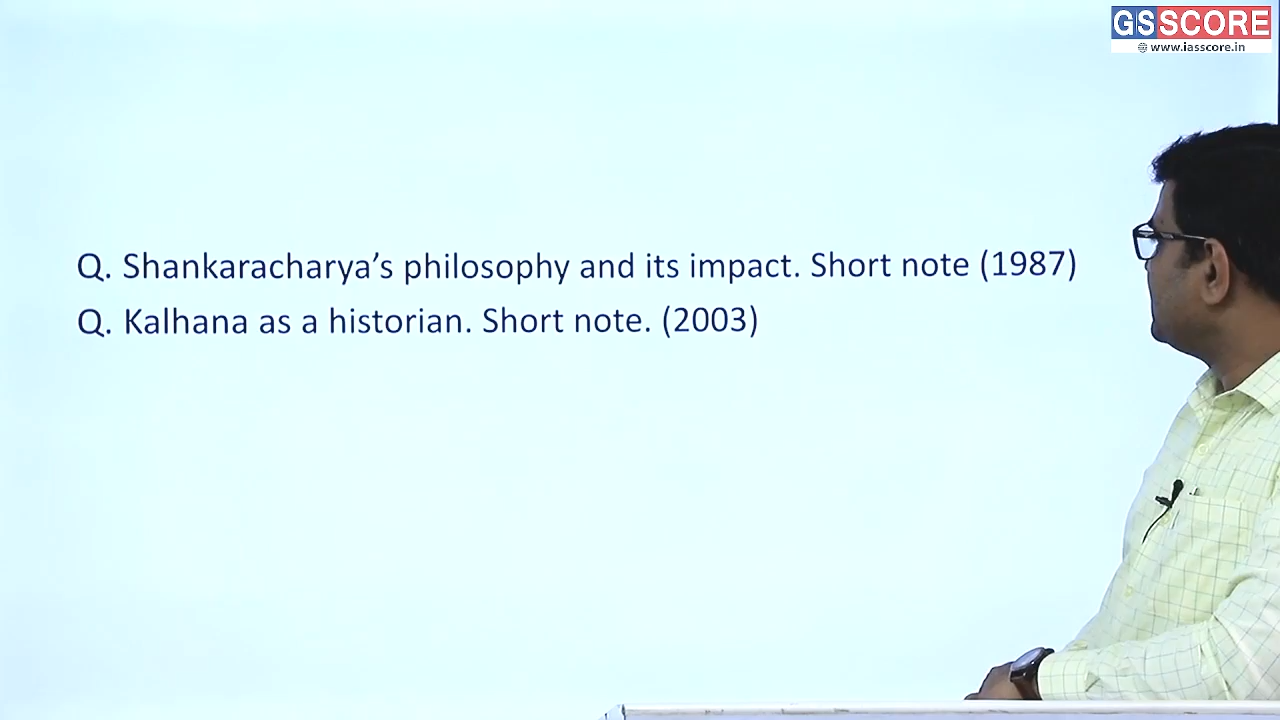 GSSCORE
www.iasscore.in
Q. Shankaracharya’s philosophy and its impact. Short note (1987)
Q. Kalhana as a historian. Short note. (2003)